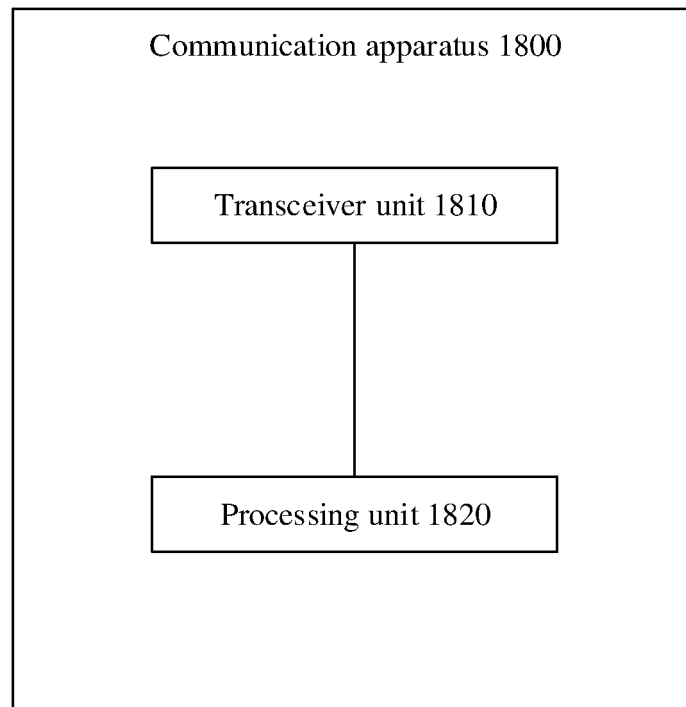 Communication apparatus 1800
Transceiver unit 1810
Processing unit 1820